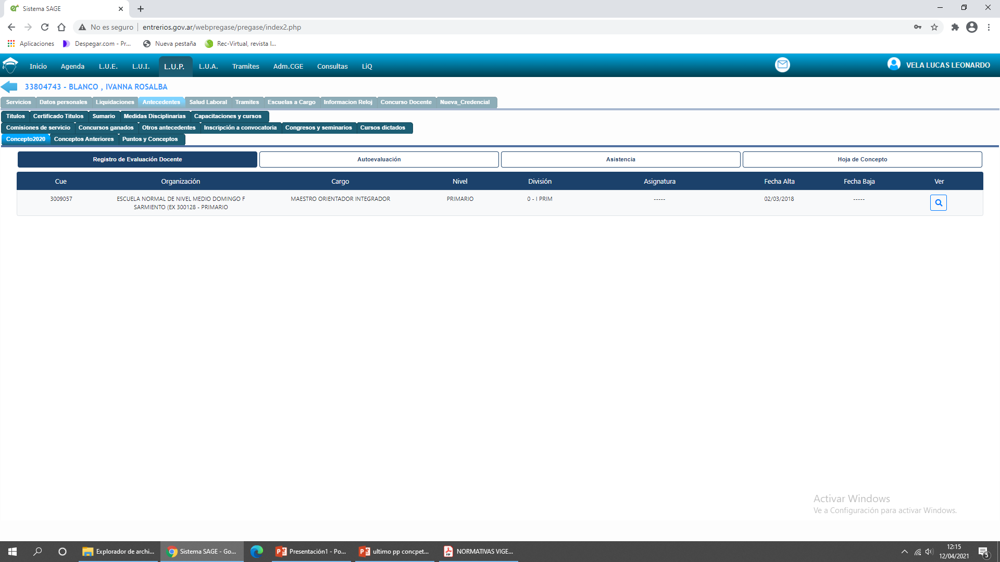 Sistema SAGE
No es seguro entrerios.gov.ar/webpregase/pregase/index2.php
Aplicaciones Despegar.com - Pr... Nueva pestaña Rec-Virtual, revista l...
Inicio Agenda L.U.E. L.U.I. L.U.P. L.U.A. Tramites Adm.CGE Consultas LiQ VELA LUCAS LEONARDO
33804743 - BLANCO , IVANNA ROSALBA
Servicios Datos personales Liquidaciones Antecedentes Salud Laboral Tramites Escuelas a Cargo Informacion Reloj Concurso Docente Nueva_Credencial
Titulos Certificado Titulos Sumario Medidas Disciplinarias Capacitaciones y cursos
Comisiones de servicio Concursos ganados Otros antecedentes Inscripción a convocatoria Congresos y seminarios Cursos dictados
Concepto2020 Conceptos Anteriores Puntos y Conceptos
Registro de Evaluación Docente Autoevaluación Asistencia Hoja de Concepto
Cue Organización Cargo Nivel División Asignatura Fecha Alta Fecha Baja Ver
3009057 ESCUELA NORMAL DE NIVEL MEDIO DOMINGO F MAESTRO ORIENTADOR INTEGRADOR PRIMARIO 0 - I PRIM ----- 02/03/2018 -----
SARMIENTO (EX 300128 - PRIMARIO
Activar Windows
Ve a Configuración para activar Windows.
Explorador de archi... Sistema SAGE - Go... Presentación1 - Po... ultimo pp concpet... NORMATIVAS VIGE... 12:15
12/04/2021 5